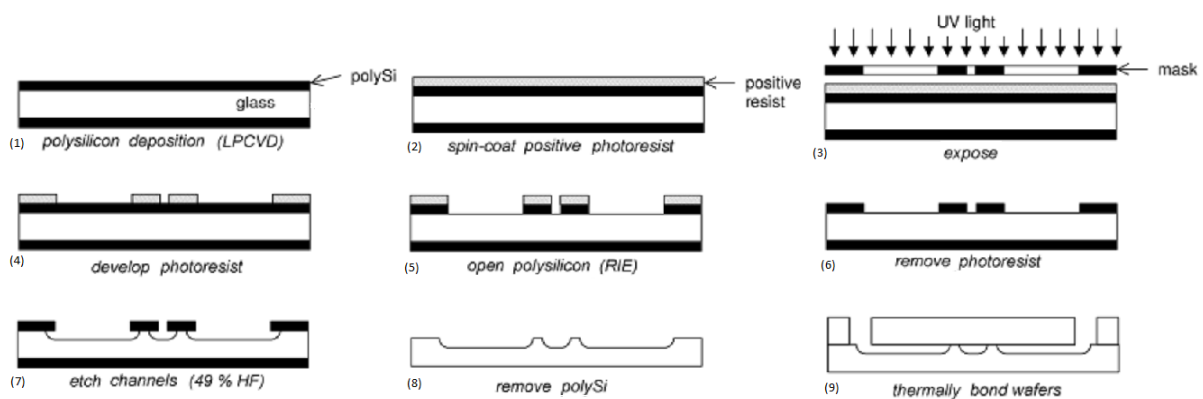 polySi
glass
(1) polysilicon deposition (LPCVD)
positive
resist
(2) spin-coat positive photoresist
UV light
mask
(3) expose
(4) develop photoresist
(5) open polysilicon (RIE)
(6) remove photoresist
(7) etch channels (49 % HF)
(8) remove polySi
(9) thermally bond wafers